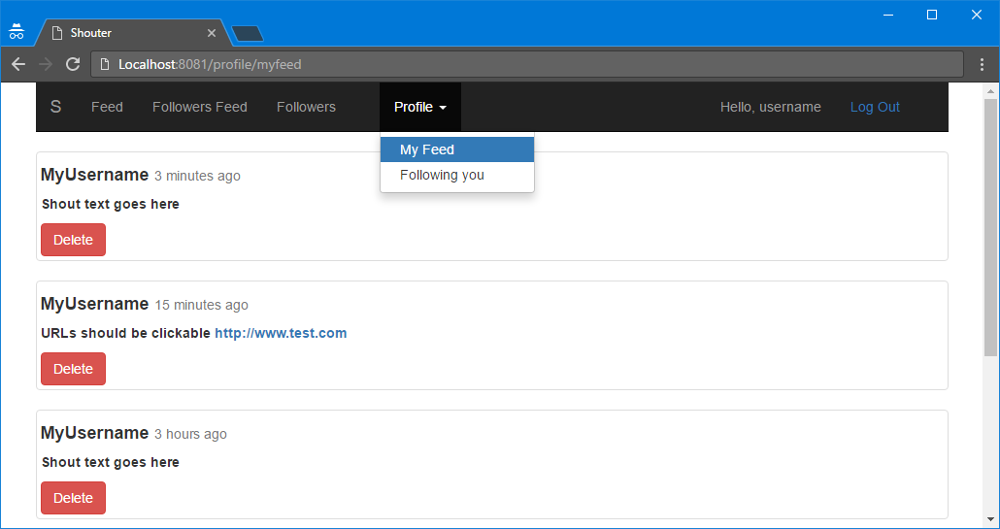 Shouter
Localhost:8081/profile/myfeed
S Feed Followers Feed Followers Profile Hello, username Log Out
My Feed
Following you
MyUsername 3 minutes ago
Shout text goes here
Delete
MyUsername 15 minutes ago
URLs should be clickable http://www.test.com
Delete
MyUsername 3 hours ago
Shout text goes here
Delete